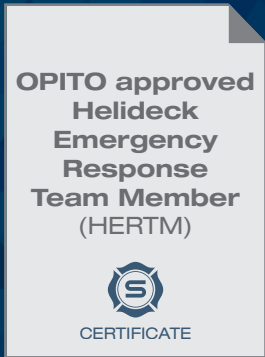 OPITO approved
Helideck
Emergency
Response
Team Member
(HERTM)
S
CERTIFICATE